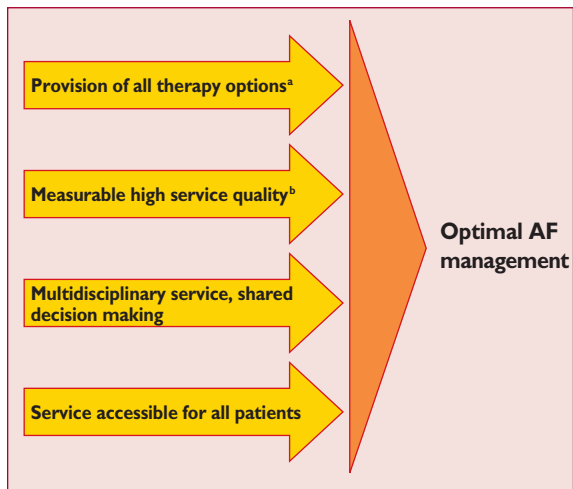 Provision of all therapy optionsᵃ
Measurable high service qualityᵇ
Multidisciplinary service, shared
decision making
Service accessible for all patients
Optimal AF
management